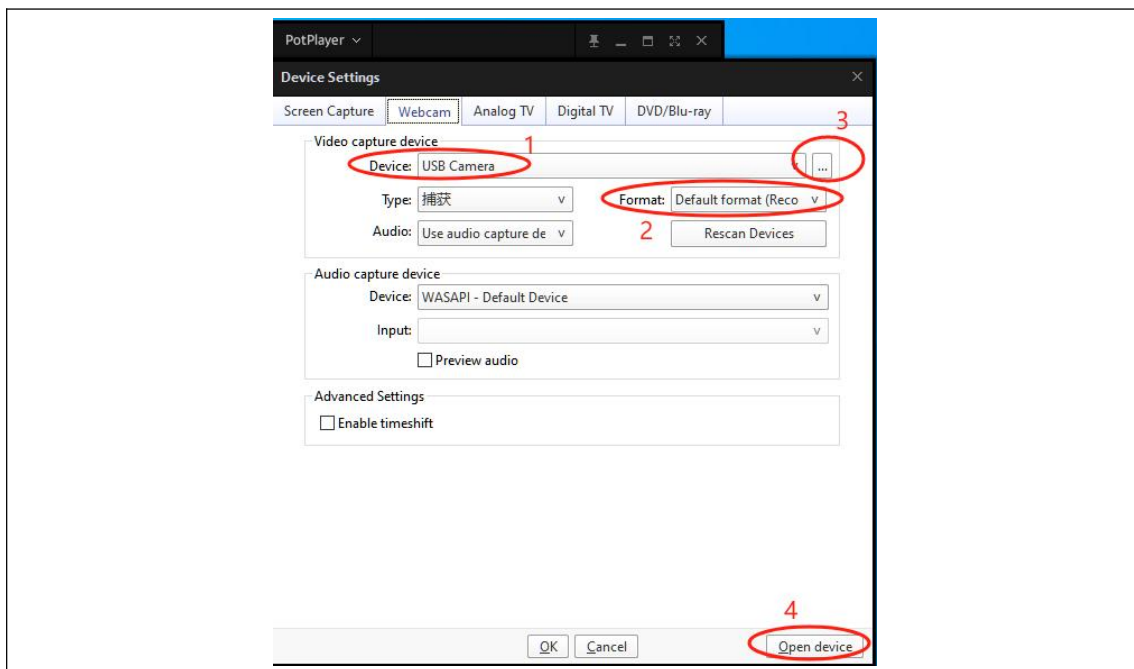 PotPlayer
Device Settings
Screen Capture Webcam Analog TV Digital TV DVD/Blu-ray
3
Video capture device 1
Device: USB Camera ...
Type: 捕获 Format: Default format (Reco
Audio: Use audio capture de 2 Rescan Devices
Audio capture device
Device: WASAPI - Default Device
Input:
Preview audio
Advanced Settings
Enable timeshift
4
OK Cancel Open device